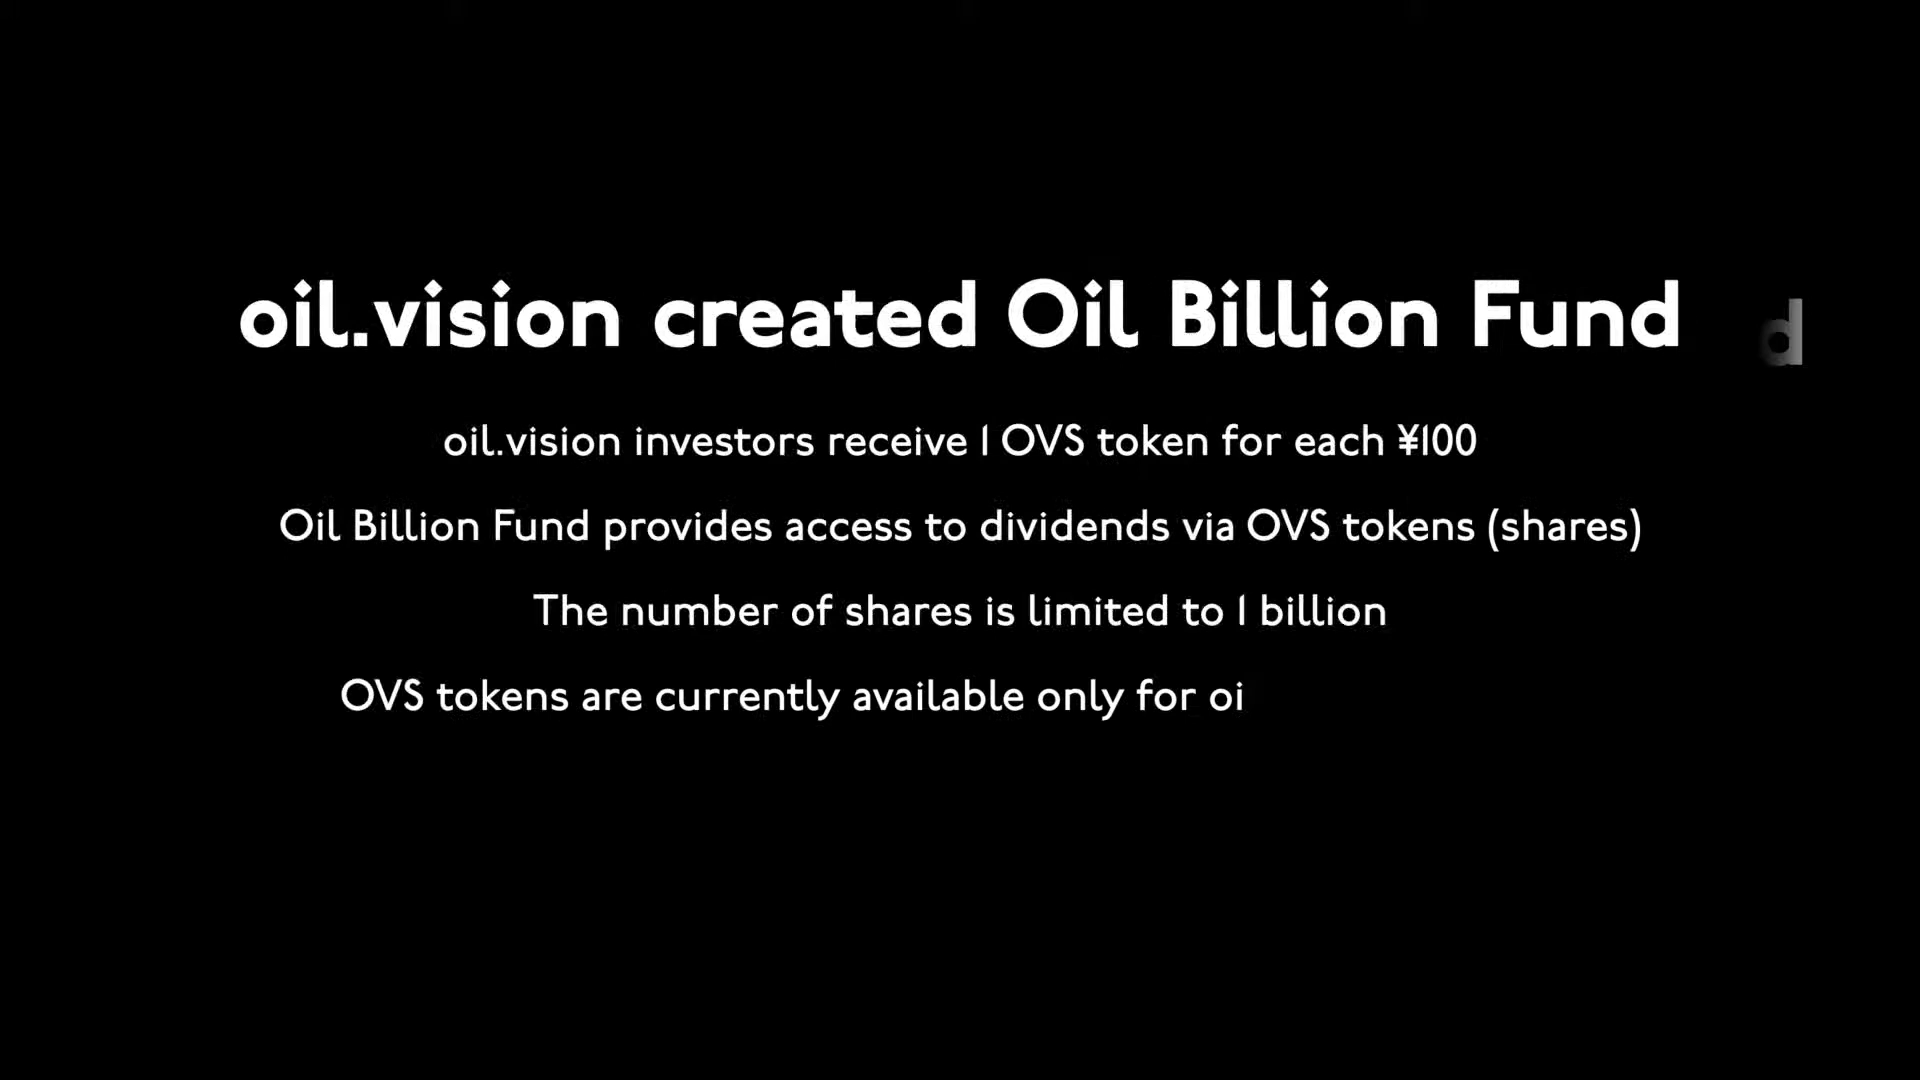 oil.vision created Oil Billion Fund
oil.vision investors receive 1 OVS token for each ¥100
Oil Billion Fund provides access to dividends via OVS tokens (shares)
The number of shares is limited to 1 billion
OVS tokens are currently available only for oi